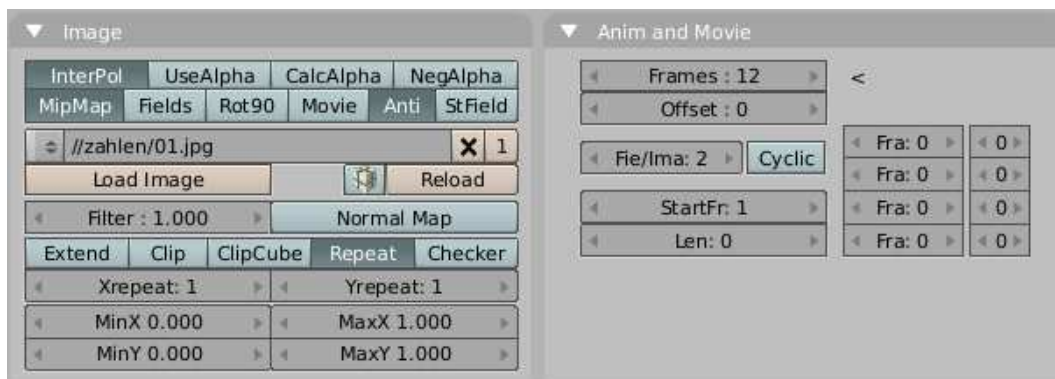 Image
InterPol UseAlpha CalcAlpha NegAlpha
MipMap Fields Rot90 Movie Anti StField
//zahlen/01.jpg X 1
Load Image Reload
Filter : 1.000 Normal Map
Extend Clip ClipCube Repeat Checker
Xrepeat: 1 Yrepeat: 1
MinX 0.000 MaxX 1.000
MinY 0.000 MaxY 1.000
Anim and Movie
Frames : 12 <
Offset : 0
Fie/Ima: 2 Cyclic
StartFr: 1
Len: 0
Fra: 0 0
Fra: 0 0
Fra: 0 0
Fra: 0 0